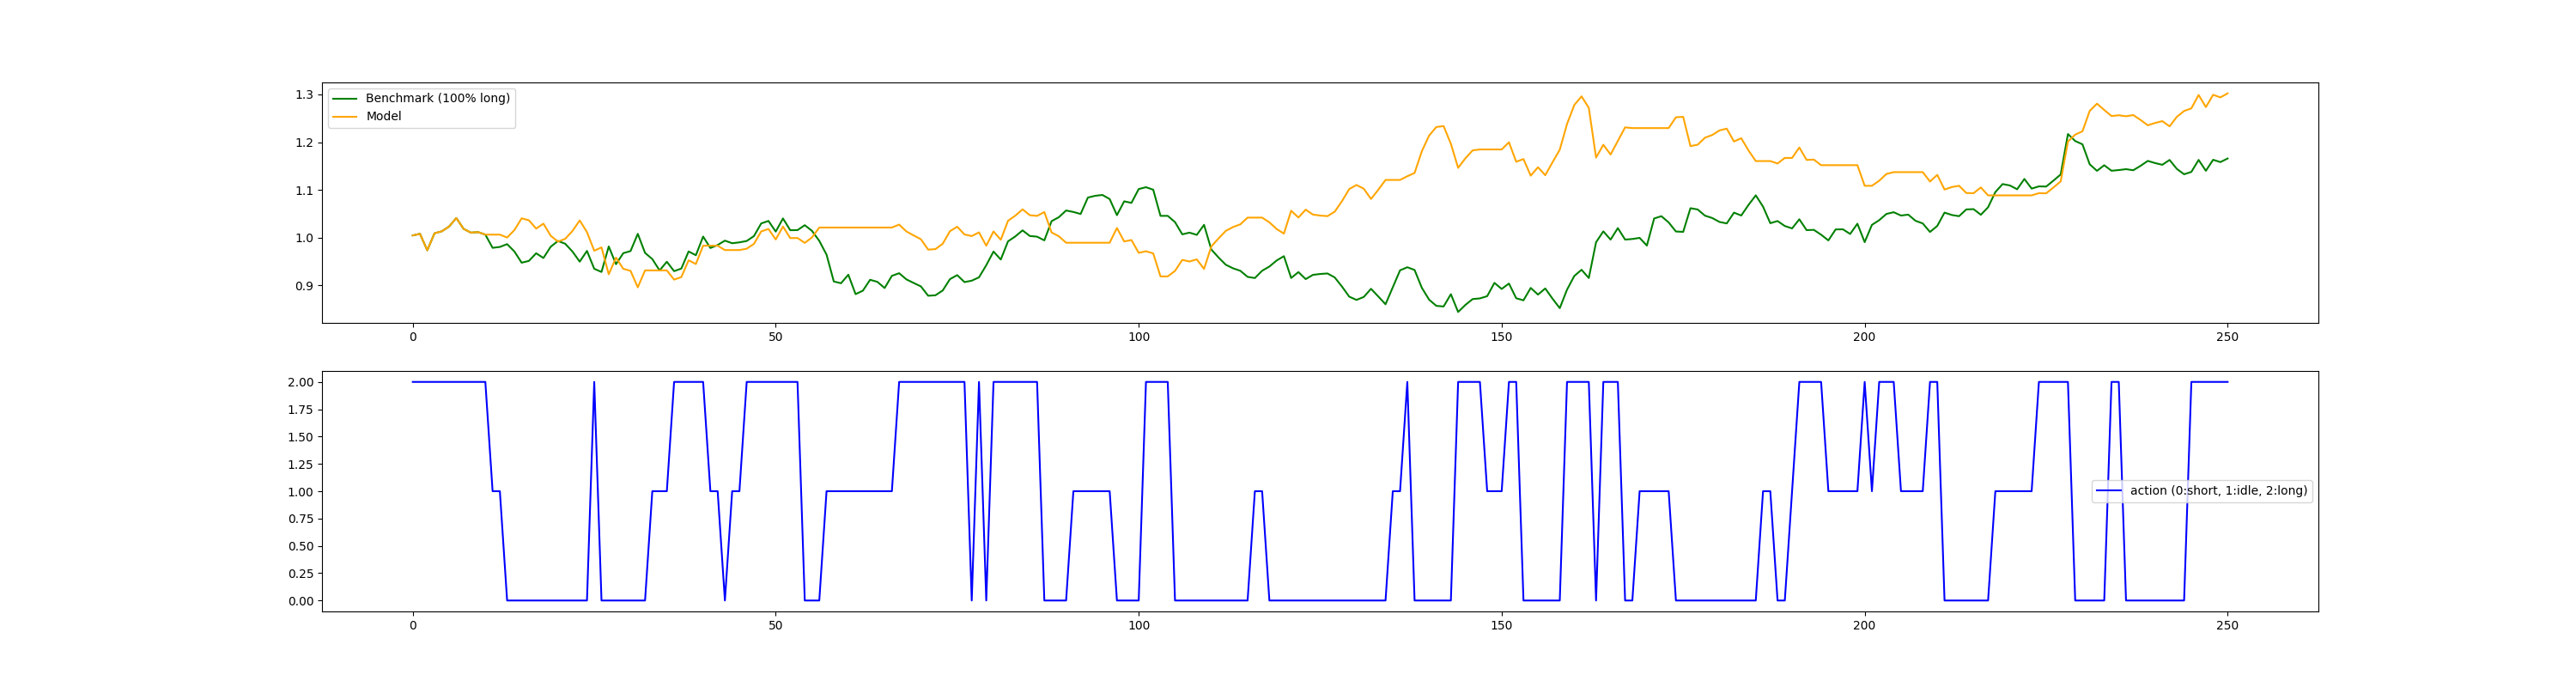 1.3
1.2
1.1
1.0
0.9
Benchmark (100% long)
Model
0 50 100 150 200 250
2.00
1.75
1.50
1.25
1.00
0.75
0.50
0.25
0.00
action (0:short, 1:idle, 2:long)
0 50 100 150 200 250